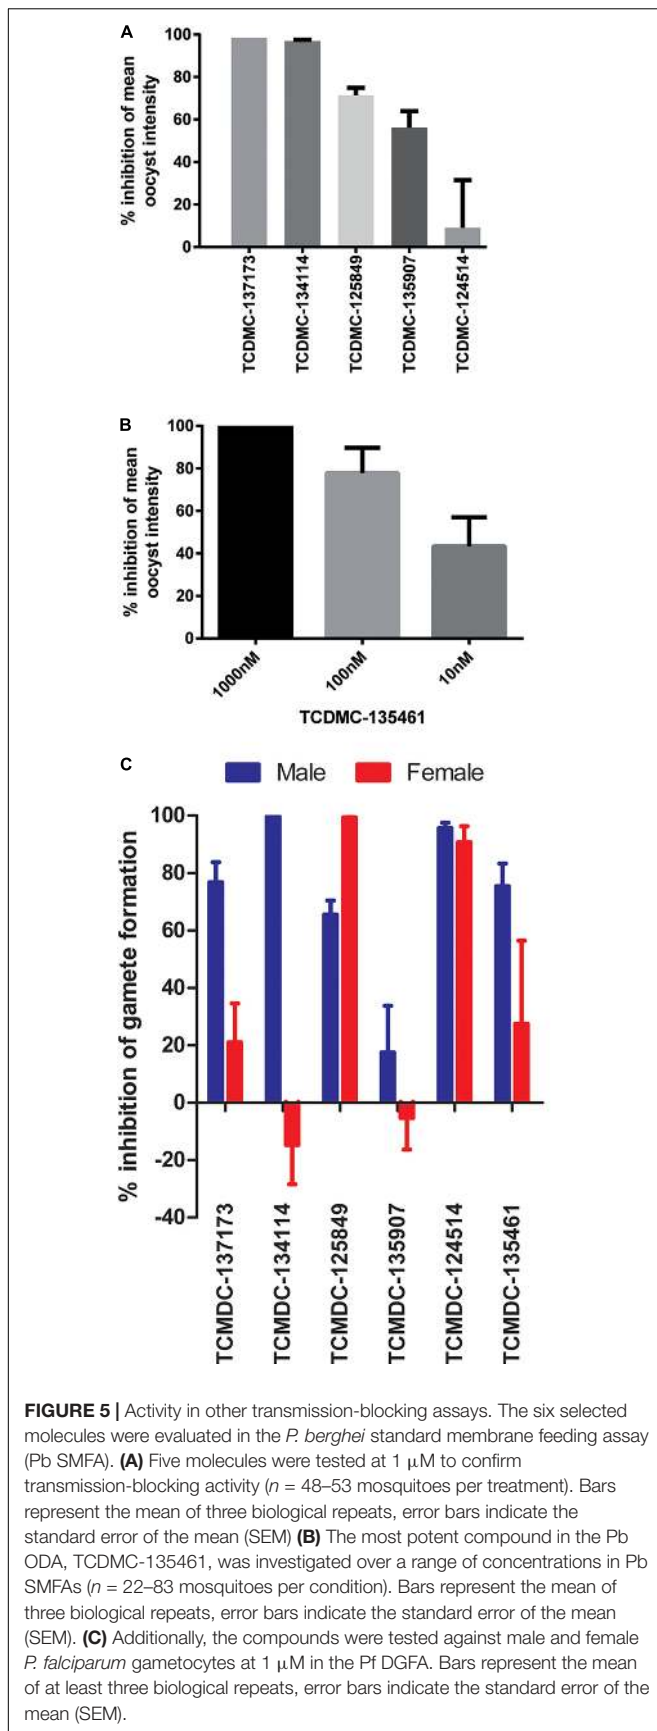 A
% inhibition of mean
oocyst intensity
100
80
60
40
20
0
TCDMC-137173
TCDMC-134114
TCDMC-125849
TCDMC-135907
TCDMC-124514
B
% inhibition of mean
oocyst intensity
100
80
60
40
20
0
1000nM
100nM
10nM
TCDMC-135461
C
Male
Female
% inhibition of gamete formation
100
80
60
40
20
0
-20
-40
TCMDC-137173
TCMDC-134114
TCMDC-125849
TCMDC-135907
TCMDC-124514
TCMDC-135461
FIGURE 5 | Activity in other transmission-blocking assays. The six selected
molecules were evaluated in the P. berghei standard membrane feeding assay
(Pb SMFA). (A) Five molecules were tested at 1 μM to confirm
transmission-blocking activity (n = 48–53 mosquitoes per treatment). Bars
represent the mean of three biological repeats, error bars indicate the
standard error of the mean (SEM) (B) The most potent compound in the Pb
ODA, TCDMC-135461, was investigated over a range of concentrations in Pb
SMFAs (n = 22–83 mosquitoes per condition). Bars represent the mean of
three biological repeats, error bars indicate the standard error of the mean
(SEM). (C) Additionally, the compounds were tested against male and female
P. falciparum gametocytes at 1 μM in the Pf DGFA. Bars represent the mean
of at least three biological repeats, error bars indicate the standard error of the
mean (SEM).